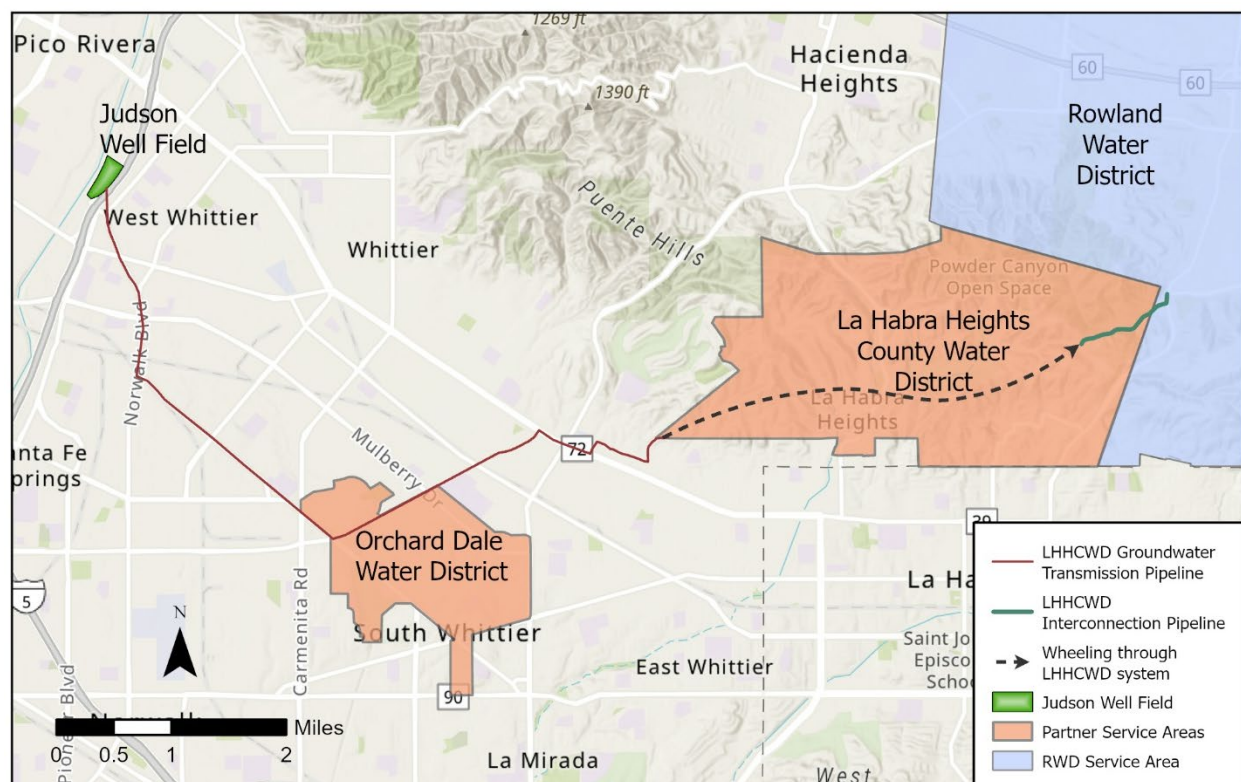 Pico Rivera
1269 ft
1390 ft
Hacienda
Heights
60
60
Judson
Well Field
Rowland
Water
District
West Whittier
Whittier
Puente Hills
Powder Canyon
Open Space
La Habra Heights
County Water
District
La Habra
Heights
Norwalk Blvd
Mulberry Dr
72
anta Fe
prings
Orchard Dale
Water District
39
5
N
Carmenita Rd
South Whittier
East Whittier
90
La Ha
Saint Jo
Episco
Schoo
Pioneer Blvd
Norwalk
Miles
0 0.5 1 2
La Mirada
West
LHHCWD Groundwater
Transmission Pipeline
LHHCWD
Interconnection Pipeline
Wheeling through
LHHCWD system
Judson Well Field
Partner Service Areas
RWD Service Area